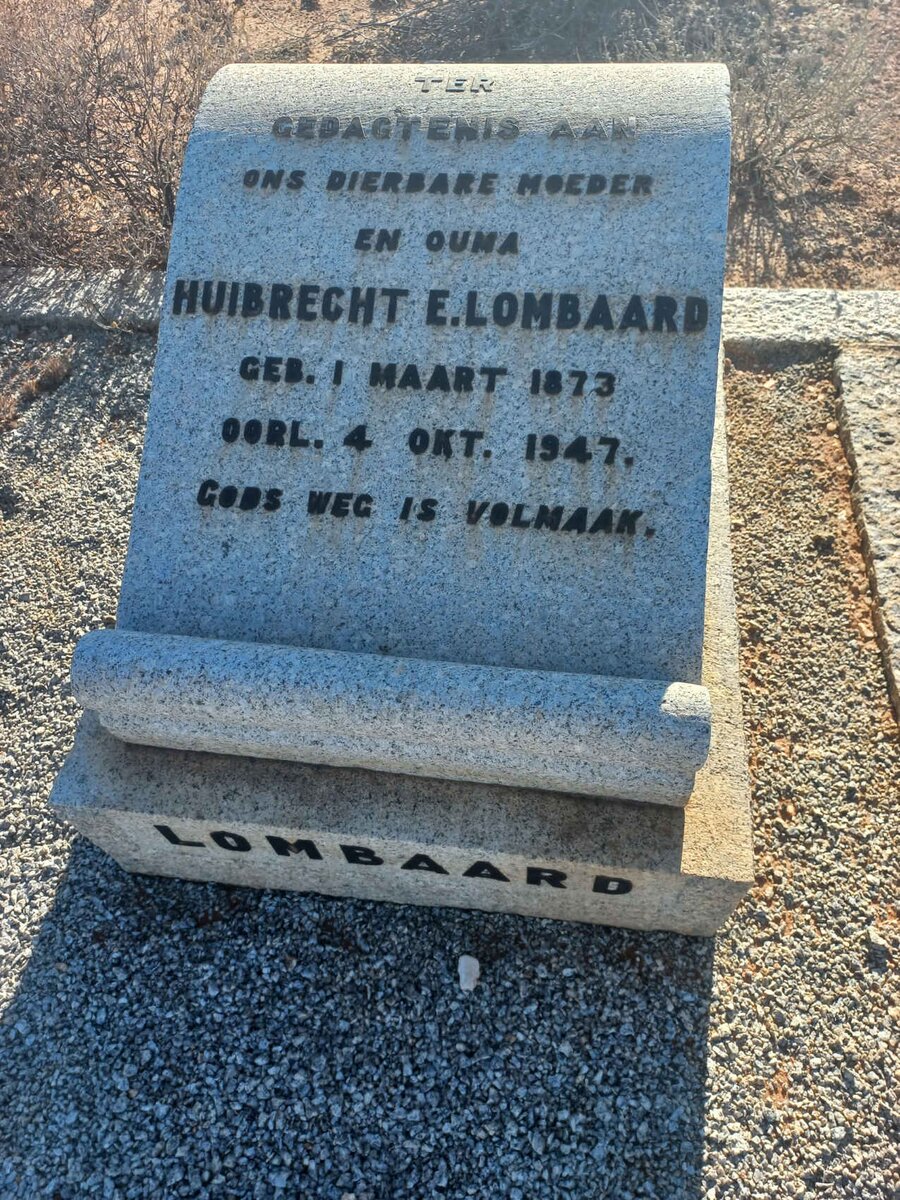 TER
GEDAGTENIS AAN
ONS DIERBARE MOEDER
EN OUMA
HUIBRECHT E. LOMBAARD
GEB. 1 MAART 1873
OORL. 4 OKT. 1947.
GODS WEG IS VOLMAAK.
LOMBAARD